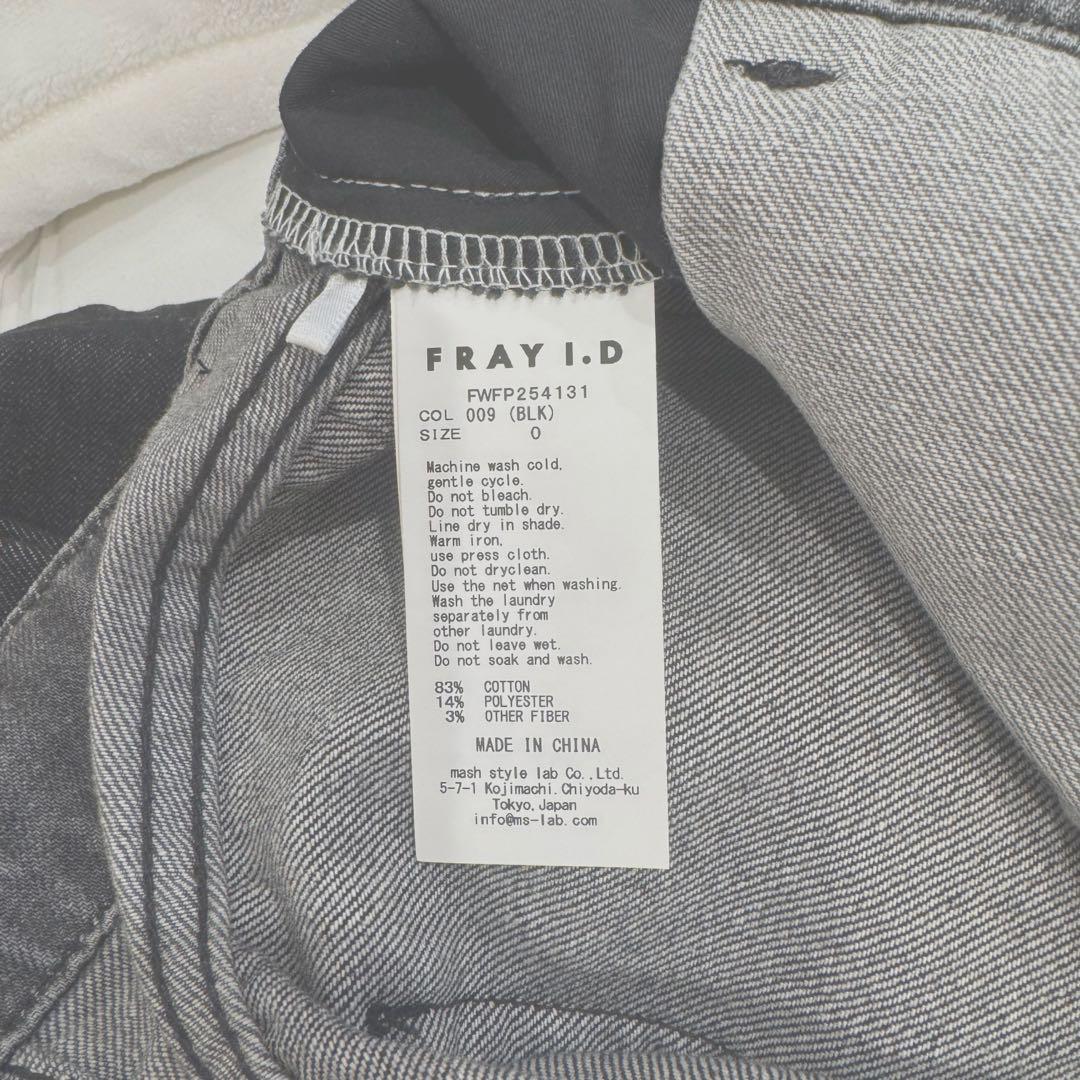 FRAY I.D
FWFP254131
COL 009 (BLK)
SIZE 0
Machine wash cold,
gentle cycle.
Do not bleach.
Do not tumble dry.
Line dry in shade.
Warm iron,
use press cloth.
Do not dryclean.
Use the net when washing.
Wash the laundry
separately from
other laundry.
Do not leave wet.
Do not soak and wash.
83% COTTON
14% POLYESTER
3% OTHER FIBER
MADE IN CHINA
mash style lab Co.,Ltd.
5-7-1 Kojimachi.Chiyoda-ku
Tokyo,Japan
info@ms-lab.com